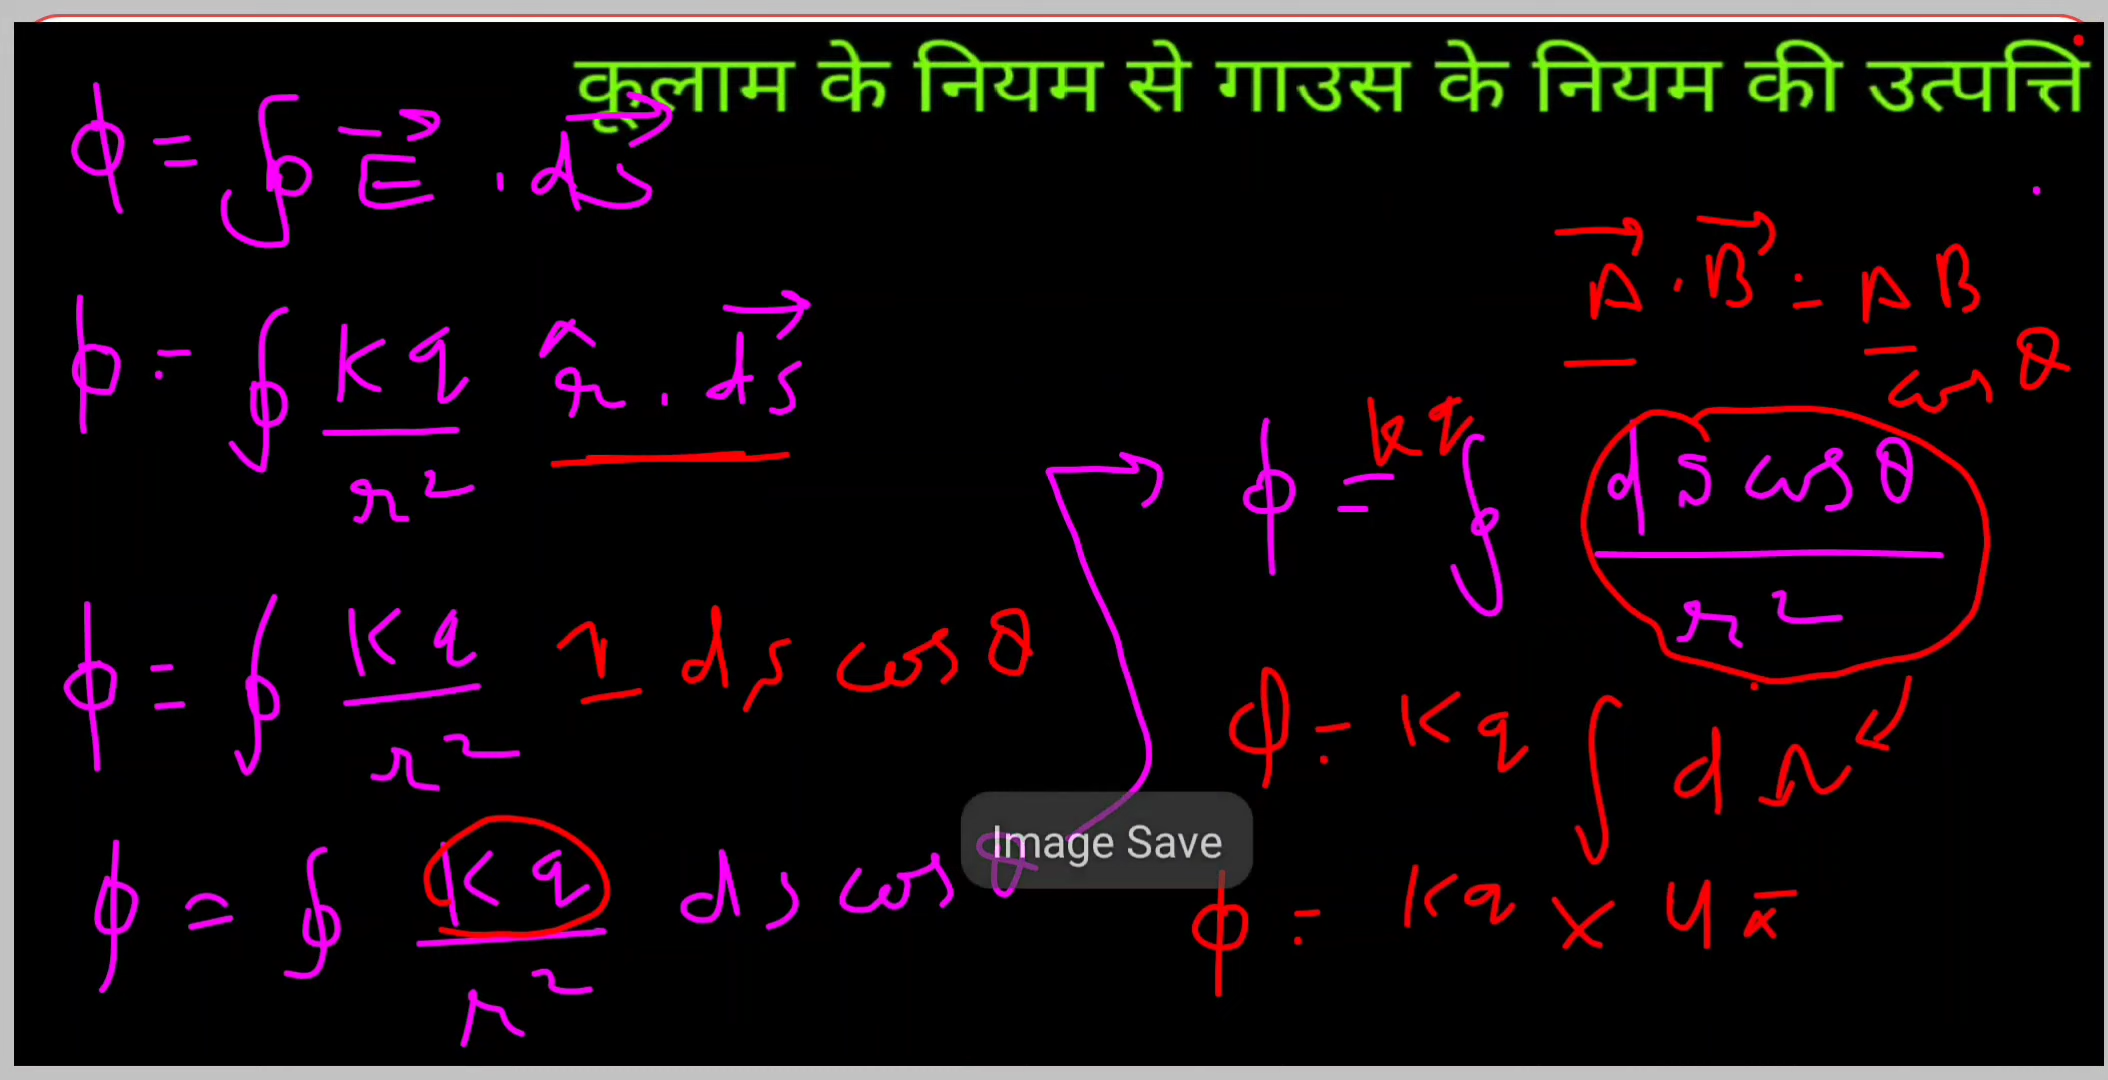 कूलाम के नियम से गाउस के नियम की उत्पत्ति
ϕ = ∮ E⃗ . ds⃗
ϕ = ∮ Kq/r² r̂ . ds⃗
ϕ = ∮ Kq/r² 1 ds cos θ
ϕ = ∮ Kq/r² ds cos θ
A⃗ . B⃗ = AB cos θ
ϕ = Kq ∮ ds cos θ/r²
ϕ = Kq ∫ dΩ
ϕ = Kq × 4π
Image Save